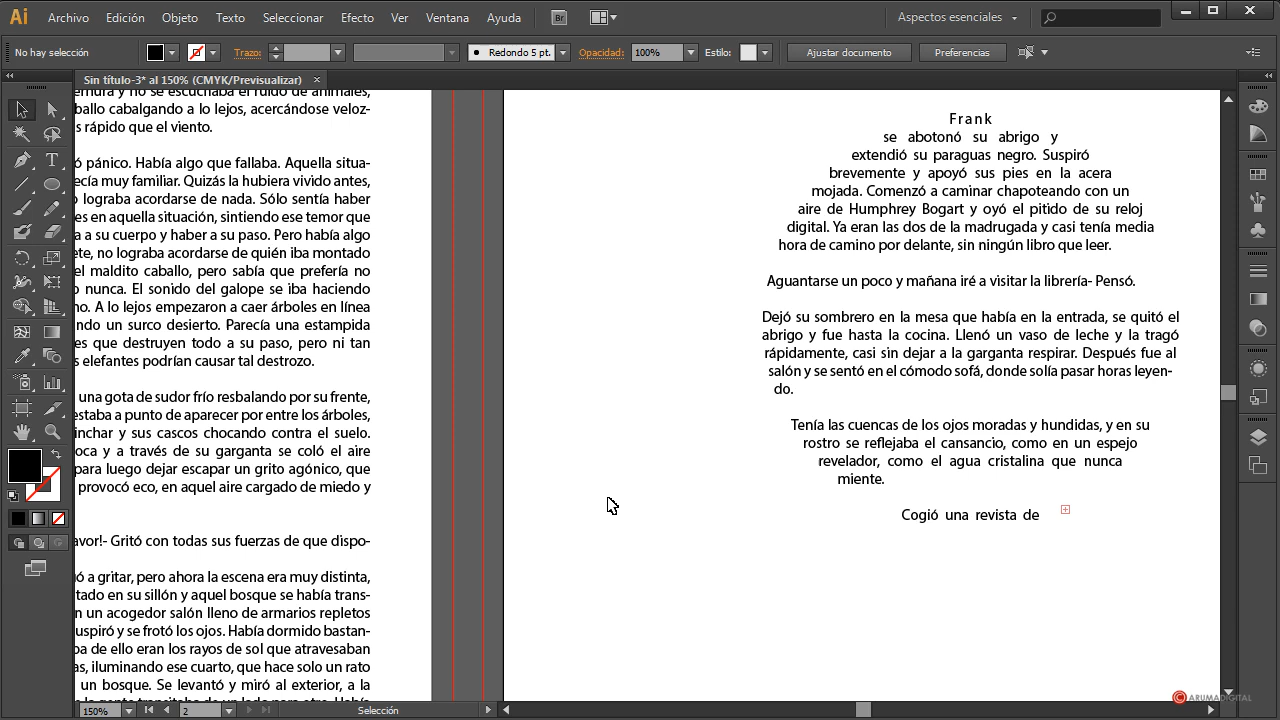 Ai Archivo Edición Objeto Texto Seleccionar Efecto Ver Ventana Ayuda Br Aspectos esenciales
No hay selección Trazo: Redondo 5 pt. Opacidad: 100% Estilo: Ajustar documento Preferencias
Sin título-3* al 150% (CMYK/Previsualizar) ×
y no se escuchaba el ruido de animales,
ballo cabalgando a lo lejos, acercándose veloz-
s rápido que el viento.
ó pánico. Había algo que fallaba. Aquella situa-
ecía muy familiar. Quizás la hubiera vivido antes,
o lograba acordarse de nada. Sólo sentía haber
es en aquella situación, sintiendo ese temor que
a a su cuerpo y haber a su paso. Pero había algo
ete, no lograba acordarse de quién iba montado
el maldito caballo, pero sabía que prefería no
o nunca. El sonido del galope se iba haciendo
no. A lo lejos empezaron a caer árboles en línea
ndo un surco desierto. Parecía una estampida
es que destruyen todo a su paso, pero ni tan
s elefantes podrían causar tal destrozo.
una gota de sudor frío resbalando por su frente,
estaba a punto de aparecer por entre los árboles,
inchar y sus cascos chocando contra el suelo.
oca y a través de su garganta se coló el aire
para luego dejar escapar un grito agónico, que
provocó eco, en aquel aire cargado de miedo y
avor!- Gritó con todas sus fuerzas de que dispo-
ó a gritar, pero ahora la escena era muy distinta,
tado en su sillón y aquel bosque se había trans-
n un acogedor salón lleno de armarios repletos
uspiró y se frotó los ojos. Había dormido bastan-
ba de ello eran los rayos de sol que atravesaban
as, iluminando ese cuarto, que hace solo un rato
un bosque. Se levantó y miró al exterior, a la
Frank
se abotonó su abrigo y
extendió su paraguas negro. Suspiró
brevemente y apoyó sus pies en la acera
mojada. Comenzó a caminar chapoteando con un
aire de Humphrey Bogart y oyó el pitido de su reloj
digital. Ya eran las dos de la madrugada y casi tenía media
hora de camino por delante, sin ningún libro que leer.
Aguantarse un poco y mañana iré a visitar la librería- Pensó.
Dejó su sombrero en la mesa que había en la entrada, se quitó el
abrigo y fue hasta la cocina. Llenó un vaso de leche y la tragó
rápidamente, casi sin dejar a la garganta respirar. Después fue al
salón y se sentó en el cómodo sofá, donde solía pasar horas leyen-
do.
Tenía las cuencas de los ojos moradas y hundidas, y en su
rostro se reflejaba el cansancio, como en un espejo
revelador, como el agua cristalina que nunca
miente.
Cogió una revista de
150% 2 Selección
© ARUMADIGITAL